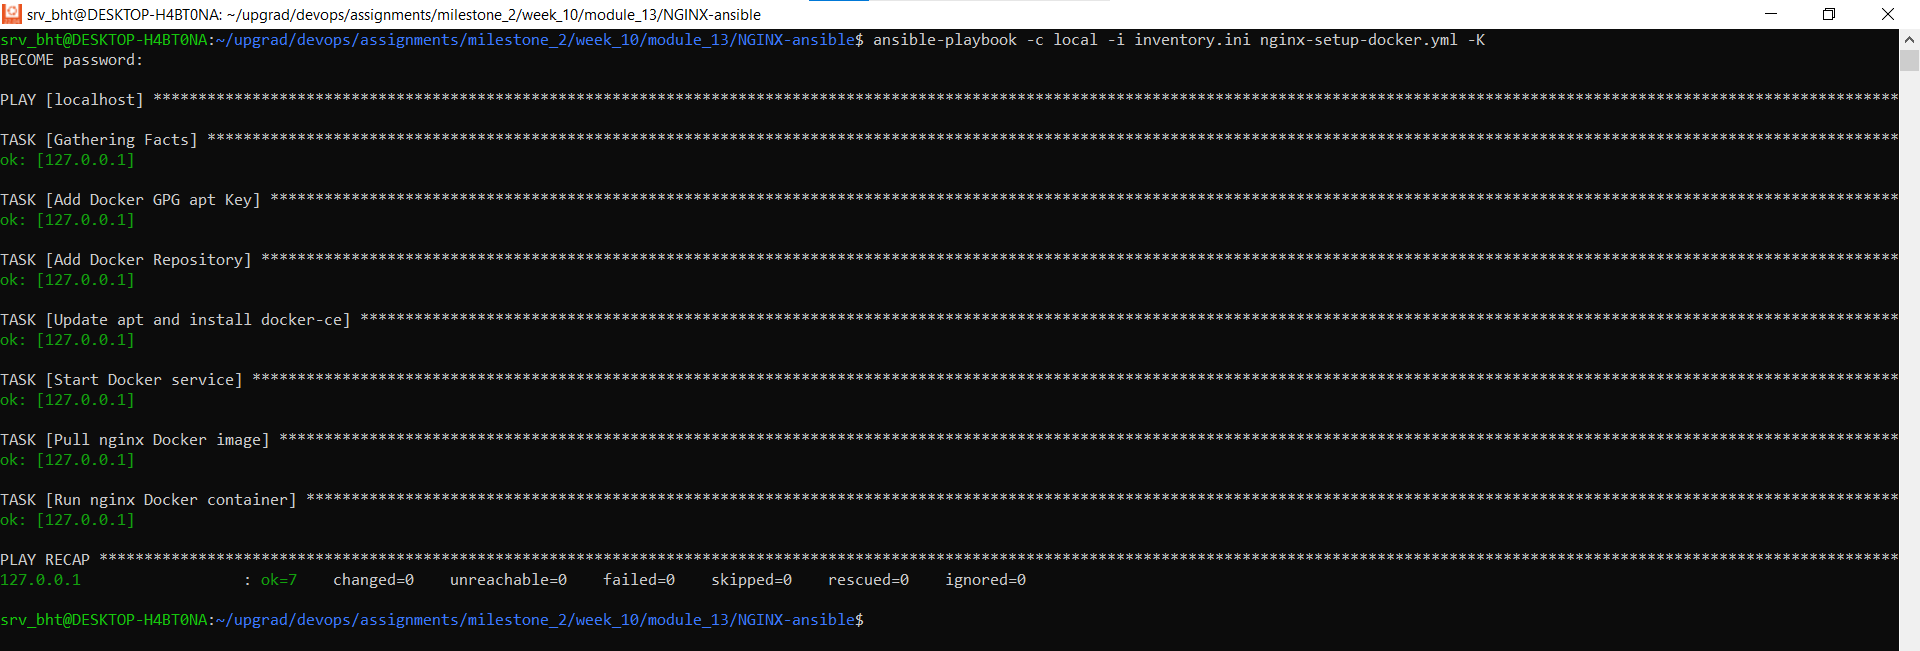 srv_bht@DESKTOP-H4BT0NA: ~/upgrad/devops/assignments/milestone_2/week_10/module_13/NGINX-ansible
srv_bht@DESKTOP-H4BT0NA:~/upgrad/devops/assignments/milestone_2/week_10/module_13/NGINX-ansible$ ansible-playbook -c local -i inventory.ini nginx-setup-docker.yml -K
BECOME password:
PLAY [localhost] ****************************************************************************************************************************************************************************************************
TASK [Gathering Facts] **********************************************************************************************************************************************************************************************
ok: [127.0.0.1]
TASK [Add Docker GPG apt Key] ***************************************************************************************************************************************************************************************
ok: [127.0.0.1]
TASK [Add Docker Repository] ****************************************************************************************************************************************************************************************
ok: [127.0.0.1]
TASK [Update apt and install docker-ce] *****************************************************************************************************************************************************************************
ok: [127.0.0.1]
TASK [Start Docker service] *****************************************************************************************************************************************************************************************
ok: [127.0.0.1]
TASK [Pull nginx Docker image] **************************************************************************************************************************************************************************************
ok: [127.0.0.1]
TASK [Run nginx Docker container] ***********************************************************************************************************************************************************************************
ok: [127.0.0.1]
PLAY RECAP **********************************************************************************************************************************************************************************************************
127.0.0.1                  : ok=7    changed=0    unreachable=0    failed=0    skipped=0    rescued=0    ignored=0
srv_bht@DESKTOP-H4BT0NA:~/upgrad/devops/assignments/milestone_2/week_10/module_13/NGINX-ansible$